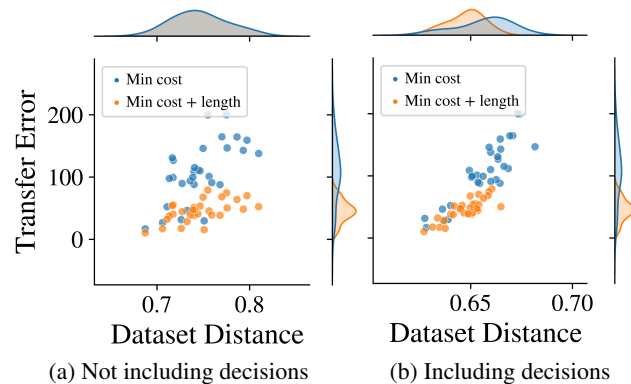 Min cost
Min cost + length
Transfer Error
200
100
0
0.7
0.8
Dataset Distance
(a) Not including decisions
Min cost
Min cost + length
0.65
0.70
Dataset Distance
(b) Including decisions